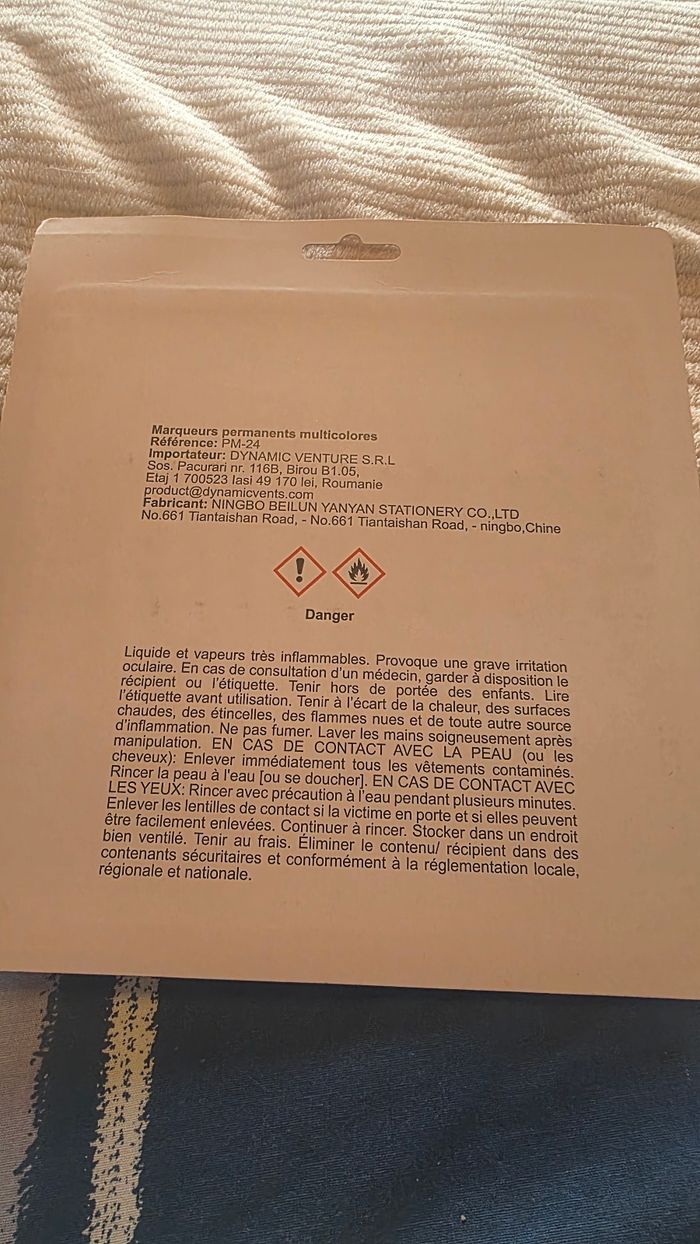 Marqueurs permanents multicolores
Référence: PM-24
Importateur: DYNAMIC VENTURE S.R.L
Sos. Pacurari nr. 116B, Birou B1.05,
Etaj 1 700523 Iasi 49 170 lei, Roumanie
product@dynamicvents.com
Fabricant: NINGBO BEILUN YANYAN STATIONERY CO.,LTD
No.661 Tiantaishan Road, - No.661 Tiantaishan Road, - ningbo,Chine
Danger
Liquide et vapeurs très inflammables. Provoque une grave irritation
oculaire. En cas de consultation d'un médecin, garder à disposition le
récipient ou l'étiquette. Tenir hors de portée des enfants. Lire
l'étiquette avant utilisation. Tenir à l'écart de la chaleur, des surfaces
chaudes, des étincelles, des flammes nues et de toute autre source
d'inflammation. Ne pas fumer. Laver les mains soigneusement après
manipulation. EN CAS DE CONTACT AVEC LA PEAU (ou les
cheveux): Enlever immédiatement tous les vêtements contaminés.
Rincer la peau à l'eau [ou se doucher]. EN CAS DE CONTACT AVEC
LES YEUX: Rincer avec précaution à l'eau pendant plusieurs minutes.
Enlever les lentilles de contact si la victime en porte et si elles peuvent
être facilement enlevées. Continuer à rincer. Stocker dans un endroit
bien ventilé. Tenir au frais. Éliminer le contenu/ récipient dans des
contenants sécuritaires et conformément à la réglementation locale,
régionale et nationale.